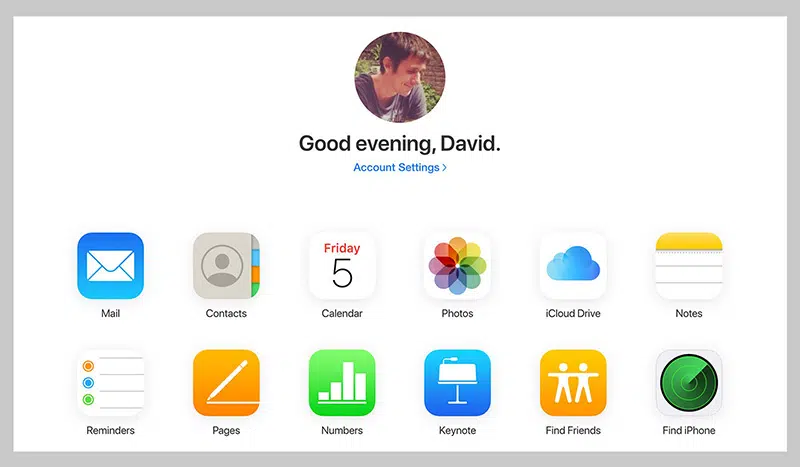 Good evening, David.
Account Settings >
Friday
5
Mail
Contacts
Calendar
Photos
iCloud Drive
Notes
Reminders
Pages
Numbers
Keynote
Find Friends
Find iPhone